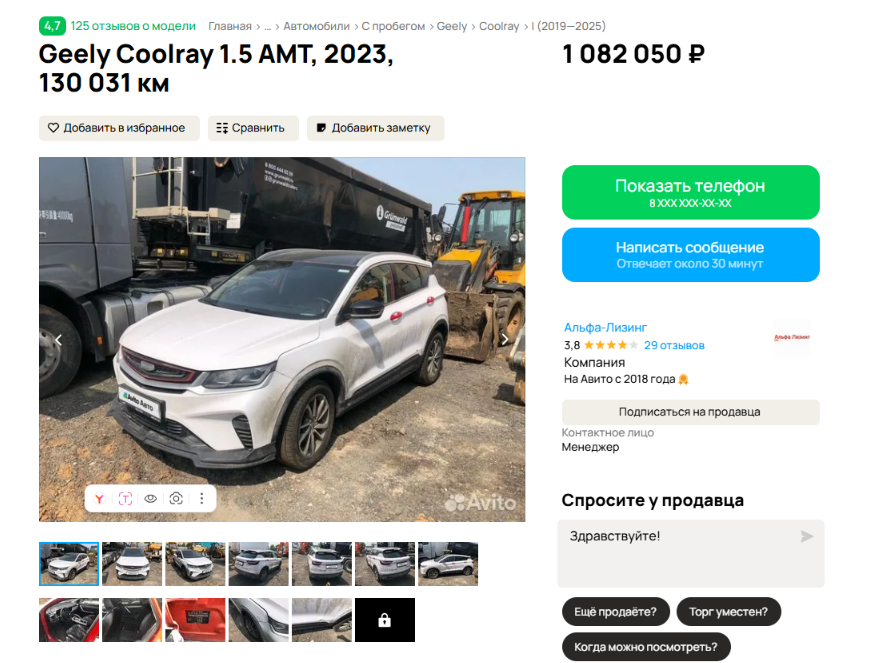 4,7 125 отзывов о модели Главная › ... › Автомобили › С пробегом › Geely › Coolray › I (2019—2025)
Geely Coolray 1.5 AMT, 2023,
130 031 км
1 082 050 ₽
Добавить в избранное
Сравнить
Добавить заметку
Grünwald
Avito Авто
Avito
Показать телефон
8 XXX XXX-XX-XX
Написать сообщение
Отвечает около 30 минут
Альфа-Лизинг
Альфа Лизинг
3,8 29 отзывов
Компания
На Авито с 2018 года
Подписаться на продавца
Контактное лицо
Менеджер
Спросите у продавца
Здравствуйте!
Ещё продаёте?
Торг уместен?
Когда можно посмотреть?